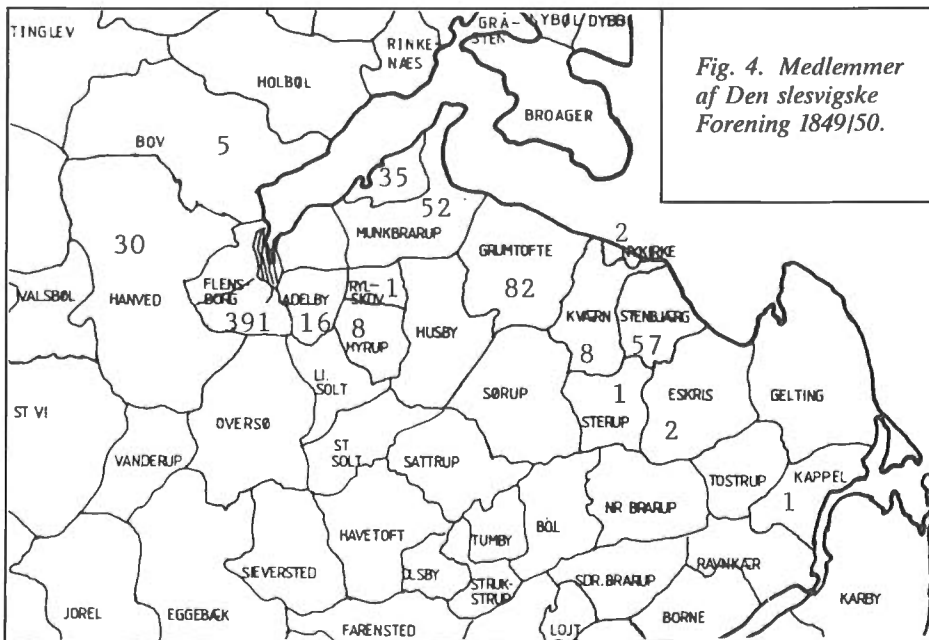 TINGLEV
HOLBØL
RINKE-
NÆS
GRÅ-
STEN
DYBBØL
BROAGER
Fig. 4. Medlemmer
af Den slesvigske
Forening 1849/50.
BOV
5
35
52
MUNKBRARUP
30
HANVED
VALSBØL
FLENS-
BORG
391
ADELBY
16
RYL-
SKOV
1
8
HYRUP
HUSBY
GRUMTOFTE
82
2
KVÆRN
8
STENBJÆRG
57
LI.
SOLT
SØRUP
1
STERUP
ESKRIS
2
GELTING
ST VI
VANDERUP
OVERSØ
ST
SOLT
SATTRUP
TOSTRUP
KAPPEL
1
NR BRARUP
BÖL
TUMBY
HAVETOFT
SIEVERSTED
OLSBY
STRUK-
STRUP
SDR. BRARUP
RAVNKÆR
JOREL
EGGEBÆK
FARENSTED
LOJT
BORNE
KARBY